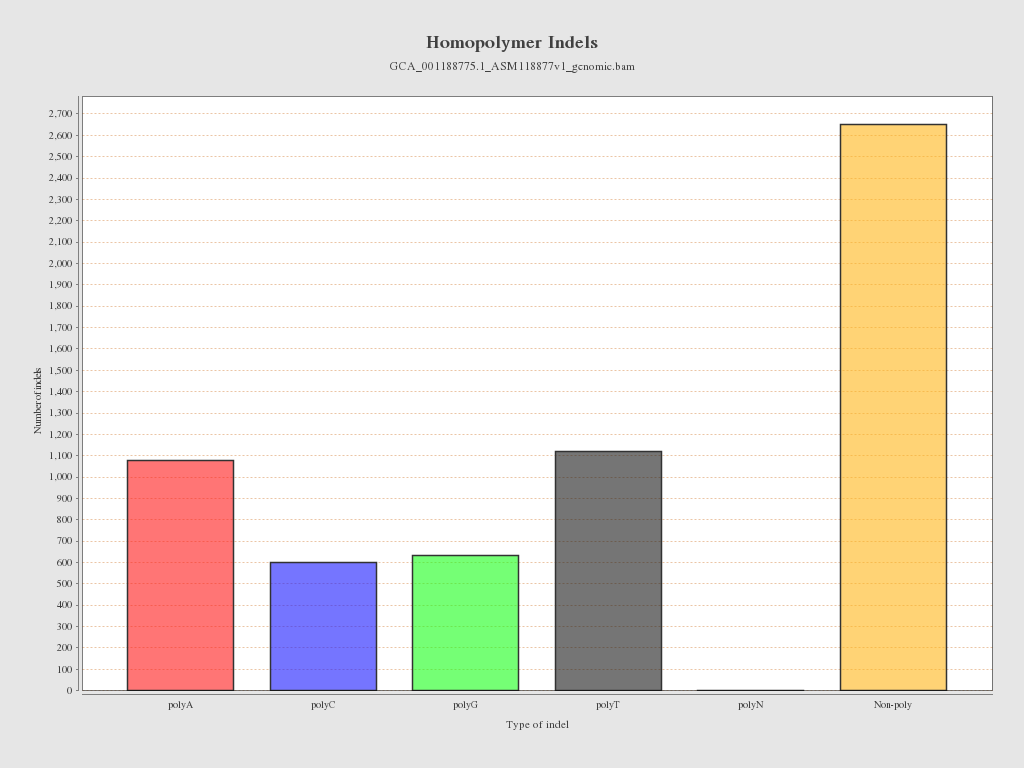 Homopolymer Indels
GCA_001188775.1_ASM118877v1_genomic.bam
2,700
2,600
2,500
2,400
2,300
2,200
2,100
2,000
1,900
1,800
1,700
1,600
1,500
1,400
1,300
1,200
1,100
1,000
900
800
700
600
500
400
300
200
100
0
Number of indels
polyA
polyC
polyG
polyT
polyN
Non-poly
Type of indel